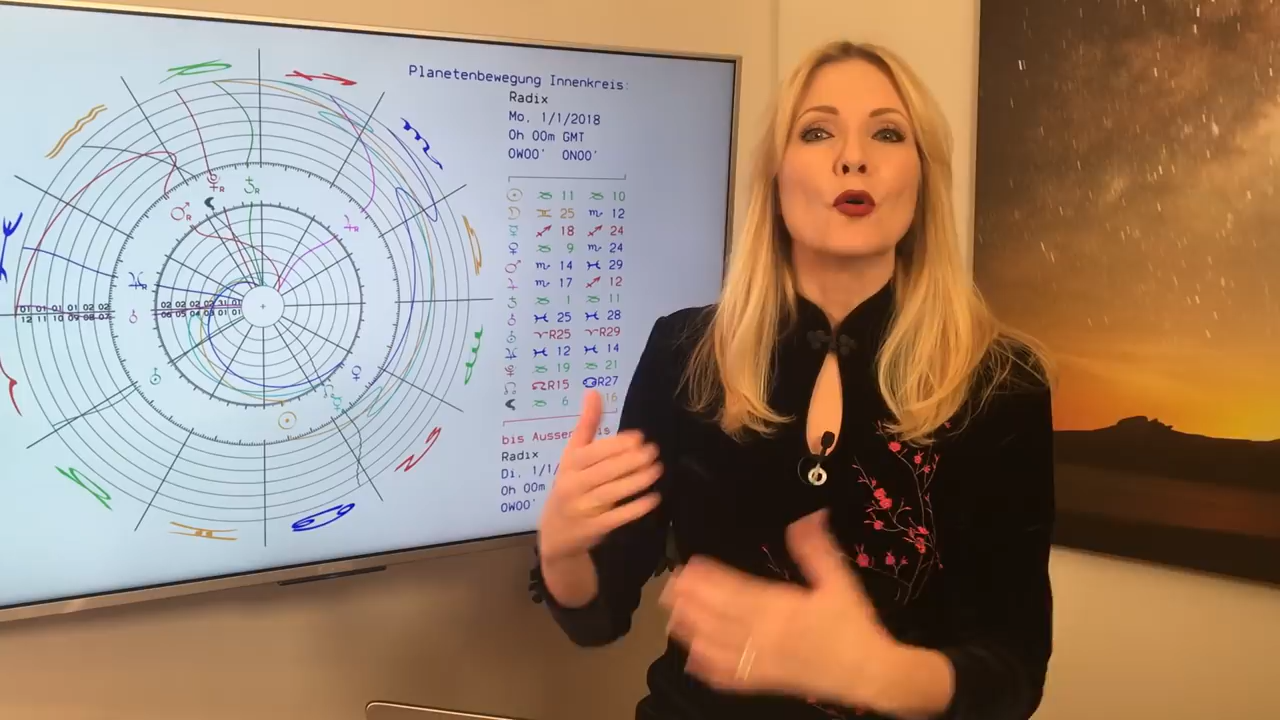 Planetenbewegung Innenkreis:
Radix
Mo. 1/1/2018
0h 00m GMT
0W00' 0N00'
☉ ♑ 11 ♑ 10
☽ ♊ 25 ♏ 12
☿ ♐ 18 ♐ 24
♀ ♑ 9 ♏ 24
♂ ♏ 14 ♓ 29
♃ ♏ 17 ♐ 12
♄ ♑ 1 ♑ 11
⚷ ♓ 25 ♓ 28
♅ ♈R25 ♈R29
♆ ♓ 12 ♓ 14
♇ ♑ 19 ♑ 21
☊ ♌R15 ♋R27
⚸ ♑ 6 16
bis
Radix
Di. 1/1/
0h 00m
0W00'